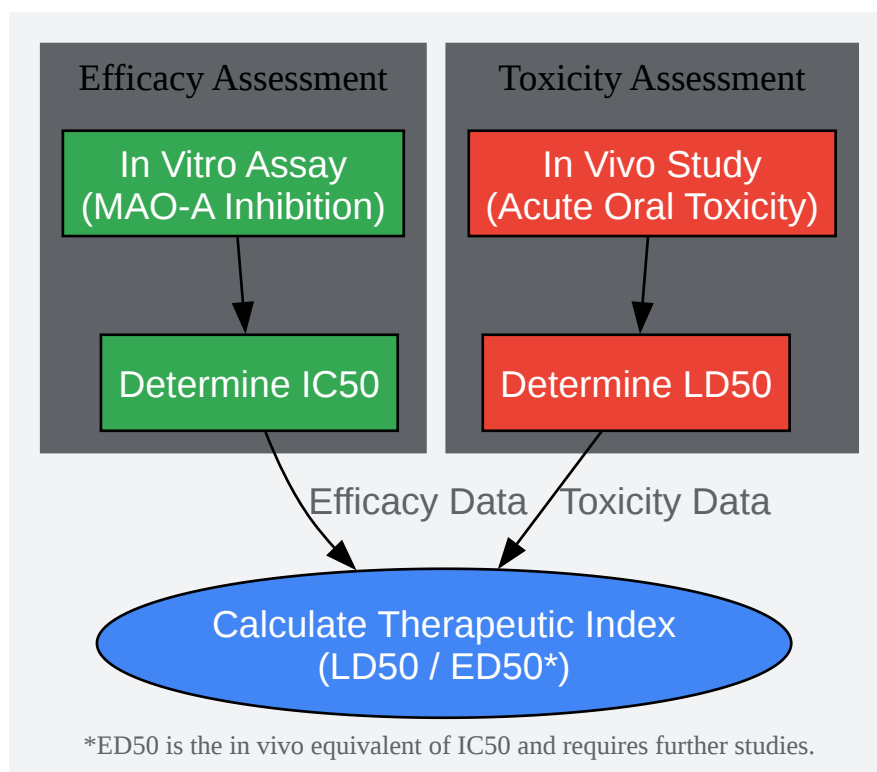 Efficacy Assessment
Toxicity Assessment
In Vitro Assay
(MAO-A Inhibition)
In Vivo Study
(Acute Oral Toxicity)
Determine IC50
Determine LD50
Efficacy Data
Toxicity Data
Calculate Therapeutic Index
(LD50 / ED50*)
*ED50 is the in vivo equivalent of IC50 and requires further studies.